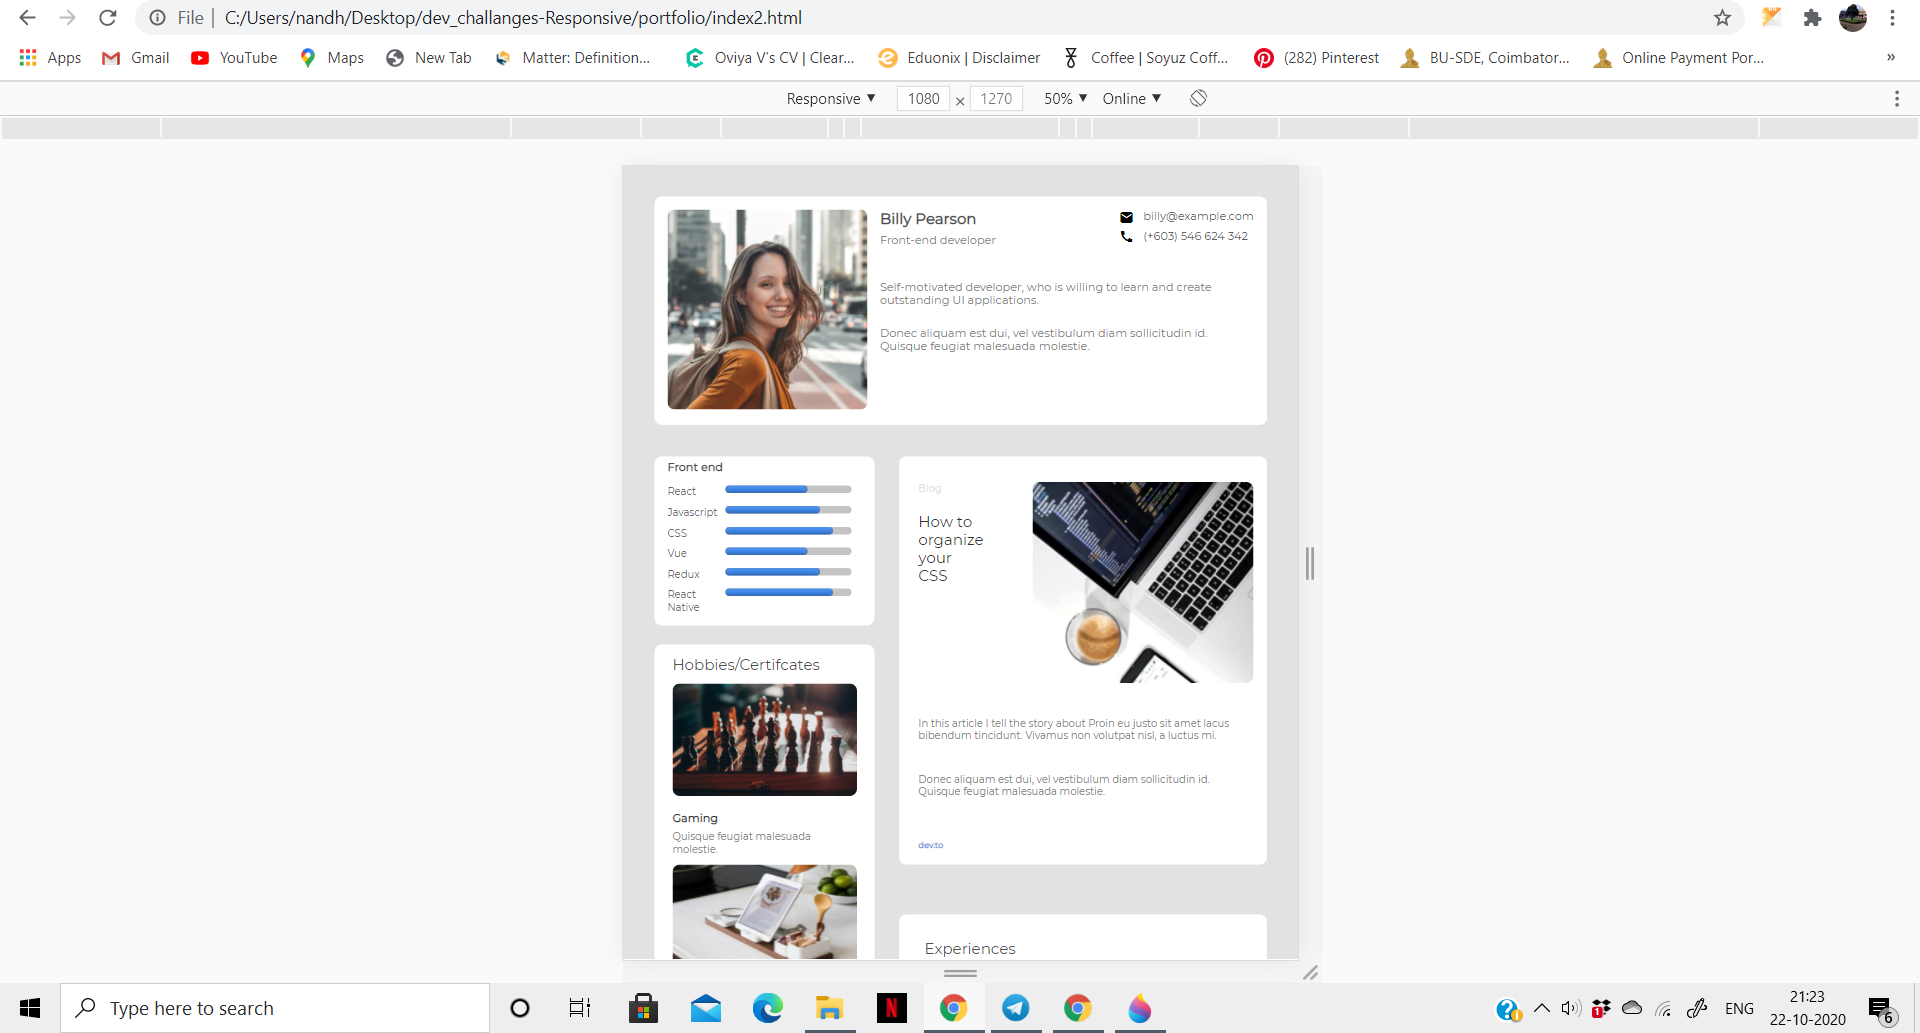 File | C:/Users/nandh/Desktop/dev_challanges-Responsive/portfolio/index2.html
Apps Gmail YouTube Maps New Tab Matter: Definition... Oviya V's CV | Clear... Eduonix | Disclaimer Coffee | Soyuz Coff... (282) Pinterest BU-SDE, Coimbator... Online Payment Por... »
Responsive ▼ 1080 × 1270 50% ▼ Online ▼
Billy Pearson
Front-end developer
billy@example.com
(+603) 546 624 342
Self-motivated developer, who is willing to learn and create
outstanding UI applications.
Donec aliquam est dui, vel vestibulum diam sollicitudin id.
Quisque feugiat malesuada molestie.
Front end
React
Javascript
CSS
Vue
Redux
React
Native
Hobbies/Certifcates
Gaming
Quisque feugiat malesuada
molestie.
Blog
How to
organize
your
CSS
In this article I tell the story about Proin eu justo sit amet lacus
bibendum tincidunt. Vivamus non volutpat nisl, a luctus mi.
Donec aliquam est dui, vel vestibulum diam sollicitudin id.
Quisque feugiat malesuada molestie.
dev.to
Experiences
Type here to search
N
1
ENG
21:23
22-10-2020
6